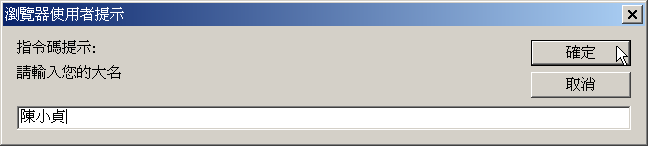 瀏覽器使用者提示
指令碼提示:
請輸入您的大名
確定
取消
陳小貞